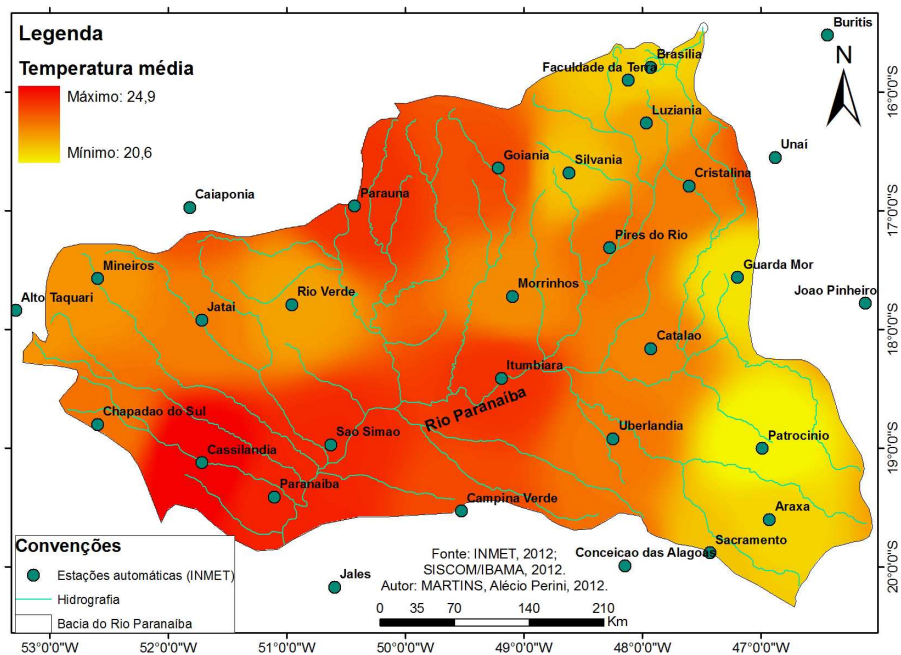 Legenda
Temperatura média
Máximo: 24,9
Mínimo: 20,6
Buritis
N
Brasília
Faculdade da Terra
Luziania
Unaí
Goiania
Silvania
Cristalina
Caiaponia
Parauna
Pires do Rio
Mineiros
Guarda Mor
Alto Taquari
Jatai
Rio Verde
Morrinhos
Joao Pinheiro
Catalao
Itumbiara
Rio Paranaíba
Chapadao do Sul
Sao Simao
Uberlandia
Cassilandia
Patrocinio
Paranaiba
Campina Verde
Araxa
Sacramento
Conceicao das Alagoas
Jales
Convenções
Estações automáticas (INMET)
Hidrografia
Bacia do Rio Paranaíba
Fonte: INMET, 2012;
SISCOM/IBAMA, 2012.
Autor: MARTINS, Alécio Perini, 2012.
0 35 70 140 210
Km
16°0'0"S
17°0'0"S
18°0'0"S
19°0'0"S
20°0'0"S
53°0'0"W 52°0'0"W 51°0'0"W 50°0'0"W 49°0'0"W 48°0'0"W 47°0'0"W